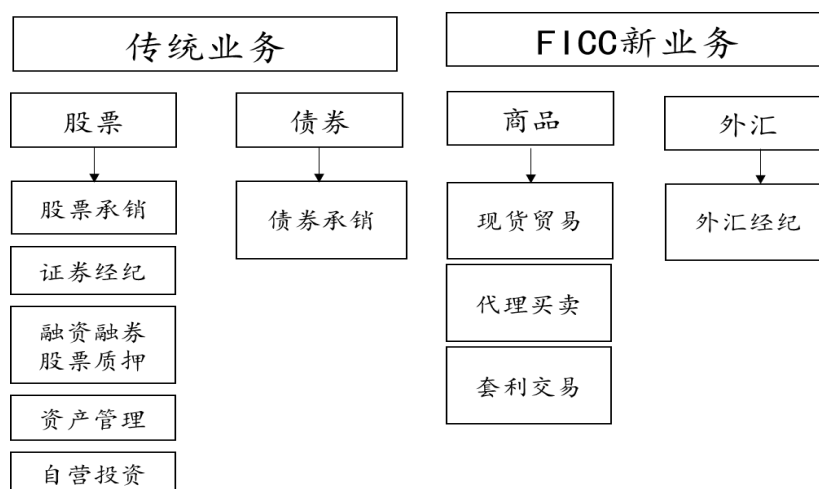 传统业务
FICC新业务
股票
债券
商品
外汇
股票承销
债券承销
现货贸易
外汇经纪
证券经纪
代理买卖
融资融券
股票质押
套利交易
资产管理
自营投资